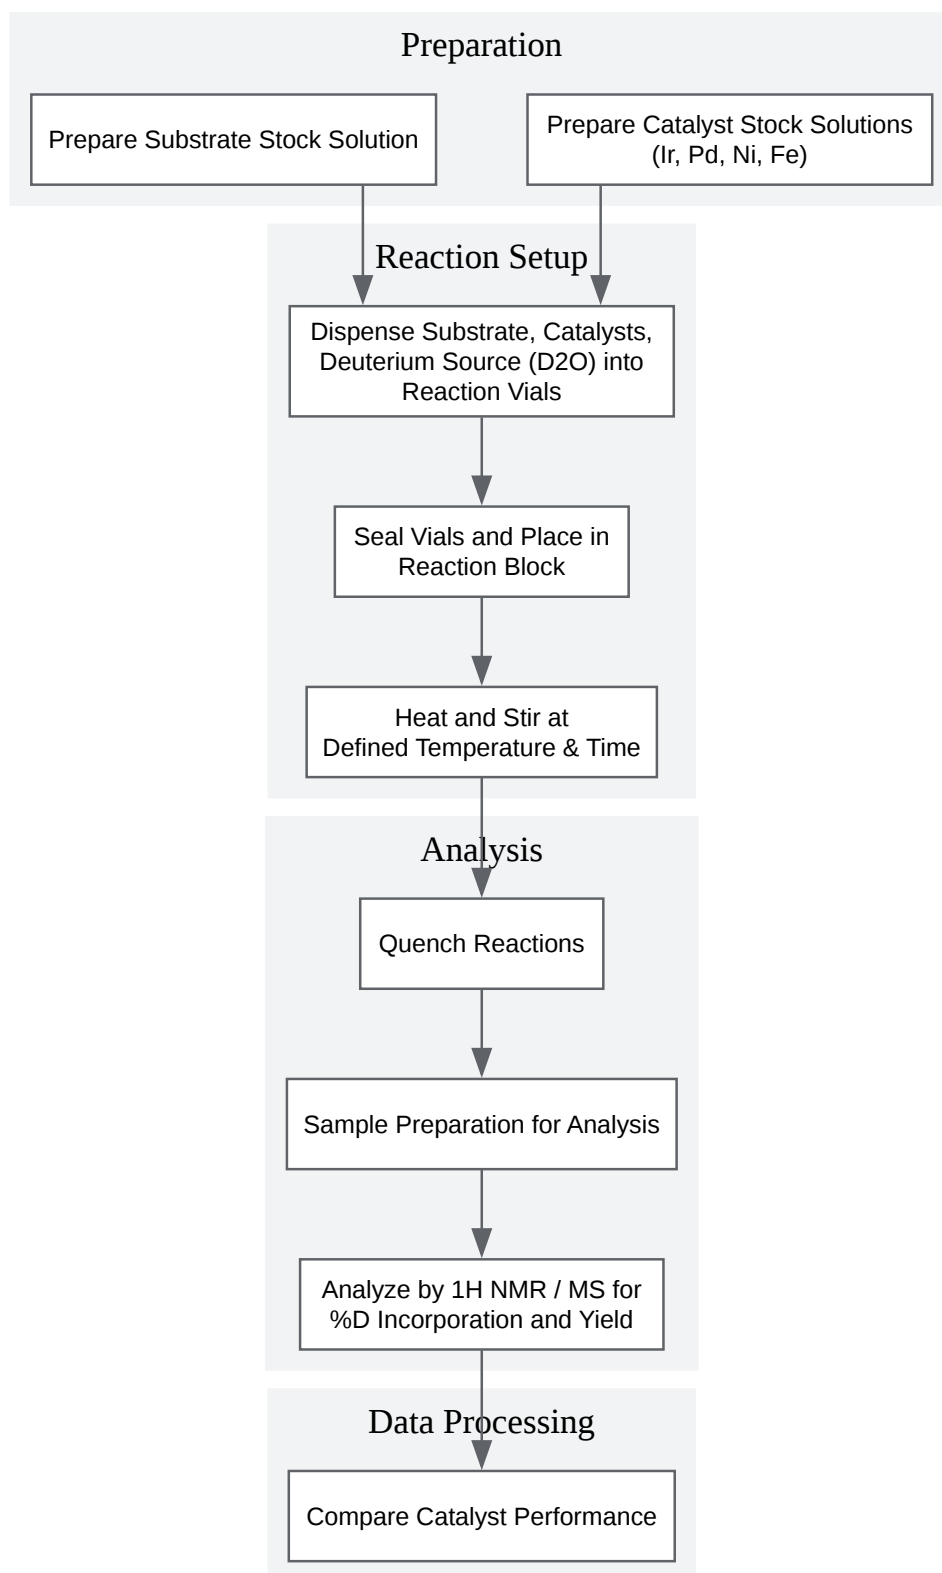 Preparation
Prepare Substrate Stock Solution
Prepare Catalyst Stock Solutions
(Ir, Pd, Ni, Fe)
Reaction Setup
Dispense Substrate, Catalysts,
Deuterium Source (D2O) into
Reaction Vials
Seal Vials and Place in
Reaction Block
Heat and Stir at
Defined Temperature & Time
Analysis
Quench Reactions
Sample Preparation for Analysis
Analyze by 1H NMR / MS for
%D Incorporation and Yield
Data Processing
Compare Catalyst Performance